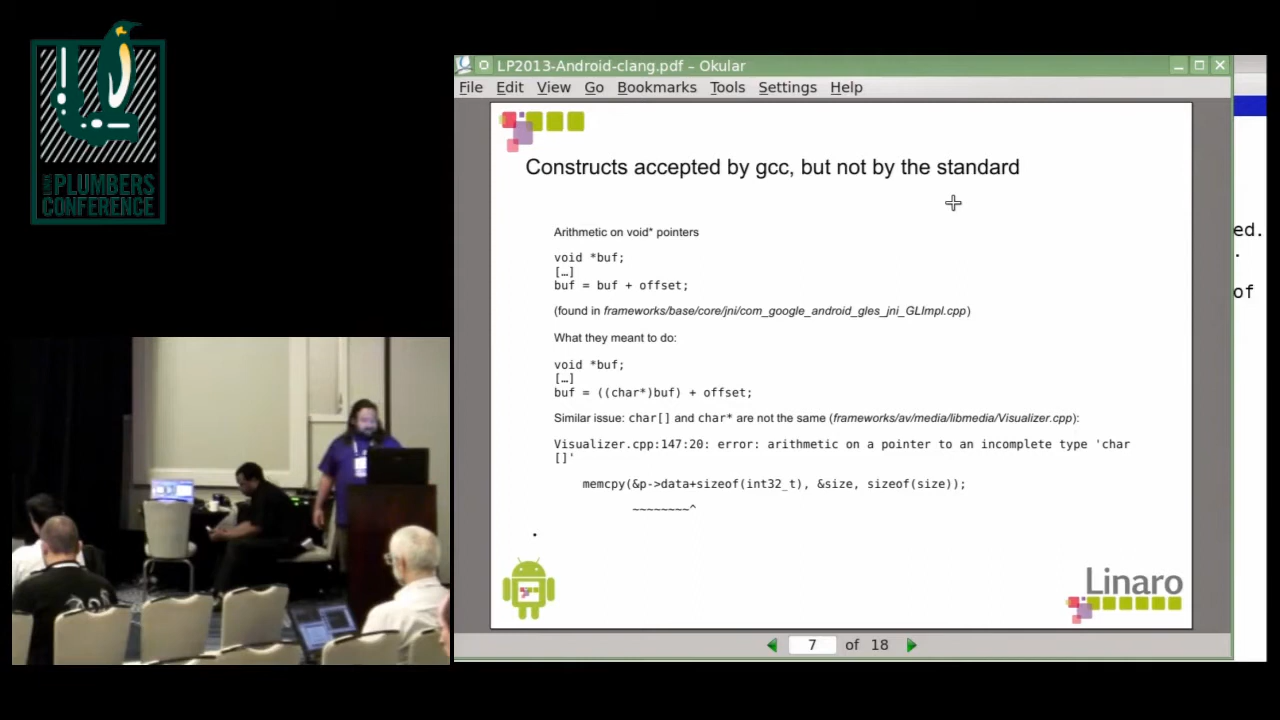 LINUX
PLUMBERS
CONFERENCE
LP2013-Android-clang.pdf – Okular
File Edit View Go Bookmarks Tools Settings Help
Constructs accepted by gcc, but not by the standard
Arithmetic on void* pointers
void *buf;
[…]
buf = buf + offset;
(found in frameworks/base/core/jni/com_google_android_gles_jni_GLImpl.cpp)
What they meant to do:
void *buf;
[…]
buf = ((char*)buf) + offset;
Similar issue: char[] and char* are not the same (frameworks/av/media/libmedia/Visualizer.cpp):
Visualizer.cpp:147:20: error: arithmetic on a pointer to an incomplete type 'char
[]'
memcpy(&p->data+sizeof(int32_t), &size, sizeof(size));
~~~~~~~~^
.
Linaro
7 of 18
ed.
.
of